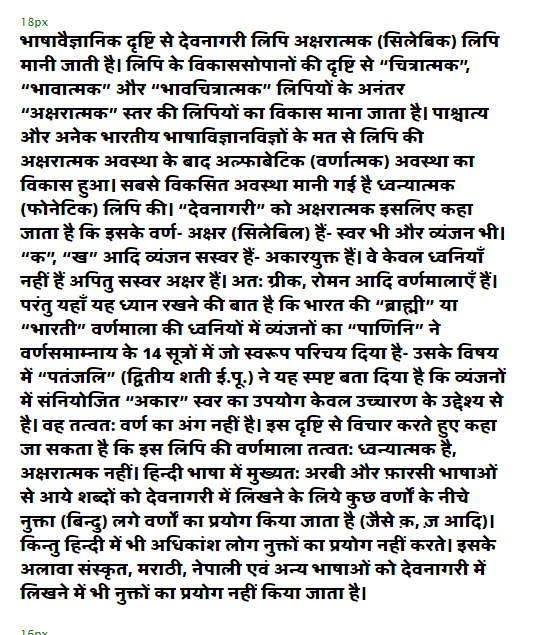 18px
भाषावैज्ञानिक दृष्टि से देवनागरी लिपि अक्षरात्मक (सिलेबिक) लिपि
मानी जाती है। लिपि के विकाससोपानों की दृष्टि से “चित्रात्मक”,
“भावात्मक” और “भावचित्रात्मक” लिपियों के अनंतर
“अक्षरात्मक” स्तर की लिपियों का विकास माना जाता है। पाश्चात्य
और अनेक भारतीय भाषाविज्ञानविज्ञों के मत से लिपि की
अक्षरात्मक अवस्था के बाद अल्फाबेटिक (वर्णात्मक) अवस्था का
विकास हुआ। सबसे विकसित अवस्था मानी गई है ध्वन्यात्मक
(फोनेटिक) लिपि की। “देवनागरी” को अक्षरात्मक इसलिए कहा
जाता है कि इसके वर्ण- अक्षर (सिलेबिल) हैं- स्वर भी और व्यंजन भी।
“क”, “ख” आदि व्यंजन सस्वर हैं- अकारयुक्त हैं। वे केवल ध्वनियाँ
नहीं हैं अपितु सस्वर अक्षर हैं। अत: ग्रीक, रोमन आदि वर्णमालाएँ हैं।
परंतु यहाँ यह ध्यान रखने की बात है कि भारत की “ब्राह्मी” या
“भारती” वर्णमाला की ध्वनियों में व्यंजनों का “पाणिनि” ने
वर्णसमाम्नाय के 14 सूत्रों में जो स्वरूप परिचय दिया है- उसके विषय
में “पतंजलि” (द्वितीय शती ई.पू.) ने यह स्पष्ट बता दिया है कि व्यंजनों
में संनियोजित “अकार” स्वर का उपयोग केवल उच्चारण के उद्देश्य से
है। वह तत्वत: वर्ण का अंग नहीं है। इस दृष्टि से विचार करते हुए कहा
जा सकता है कि इस लिपि की वर्णमाला तत्वत: ध्वन्यात्मक है,
अक्षरात्मक नहीं। हिन्दी भाषा में मुख्यत: अरबी और फ़ारसी भाषाओं
से आये शब्दों को देवनागरी में लिखने के लिये कुछ वर्णों के नीचे
नुक्ता (बिन्दु) लगे वर्णों का प्रयोग किया जाता है (जैसे क़, ज़ आदि)।
किन्तु हिन्दी में भी अधिकांश लोग नुक्तों का प्रयोग नहीं करते। इसके
अलावा संस्कृत, मराठी, नेपाली एवं अन्य भाषाओं को देवनागरी में
लिखने में भी नुक्तों का प्रयोग नहीं किया जाता है।
16px